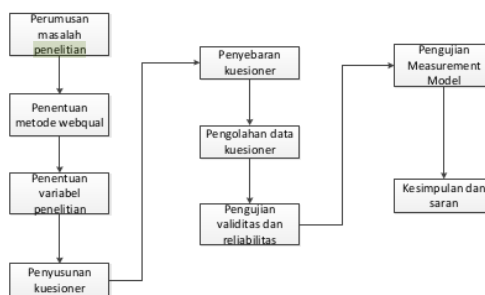 Perumusan
masalah
penelitian
Penentuan
metode webqual
Penentuan
variabel
penelitian
Penyusunan
kuesioner
Penyebaran
kuesioner
Pengolahan data
kuesioner
Pengujian
validitas dan
reliabilitas
Pengujian
Measurement
Model
Kesimpulan dan
saran